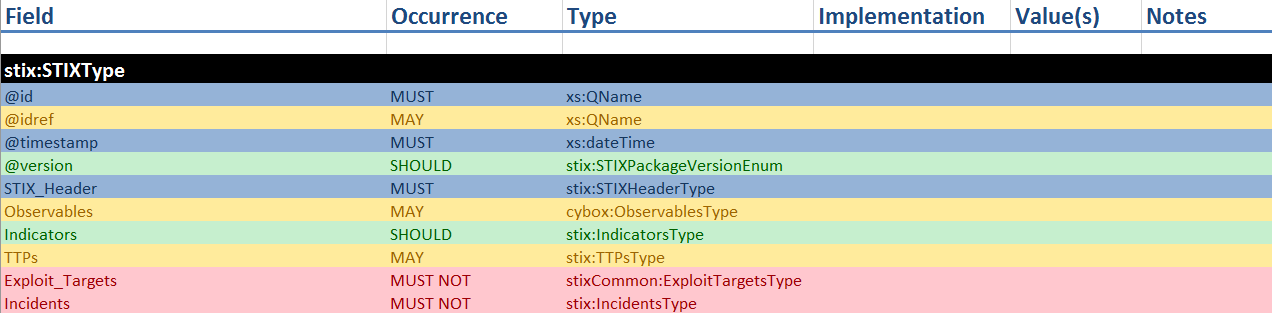 Field Occurrence Type Implementation Value(s) Notes
stix:STIXType
@id MUST xs:QName
@idref MAY xs:QName
@timestamp MUST xs:dateTime
@version SHOULD stix:STIXPackageVersionEnum
STIX_Header MUST stix:STIXHeaderType
Observables MAY cybox:ObservablesType
Indicators SHOULD stix:IndicatorsType
TTPs MAY stix:TTPsType
Exploit_Targets MUST NOT stixCommon:ExploitTargetsType
Incidents MUST NOT stix:IncidentsType